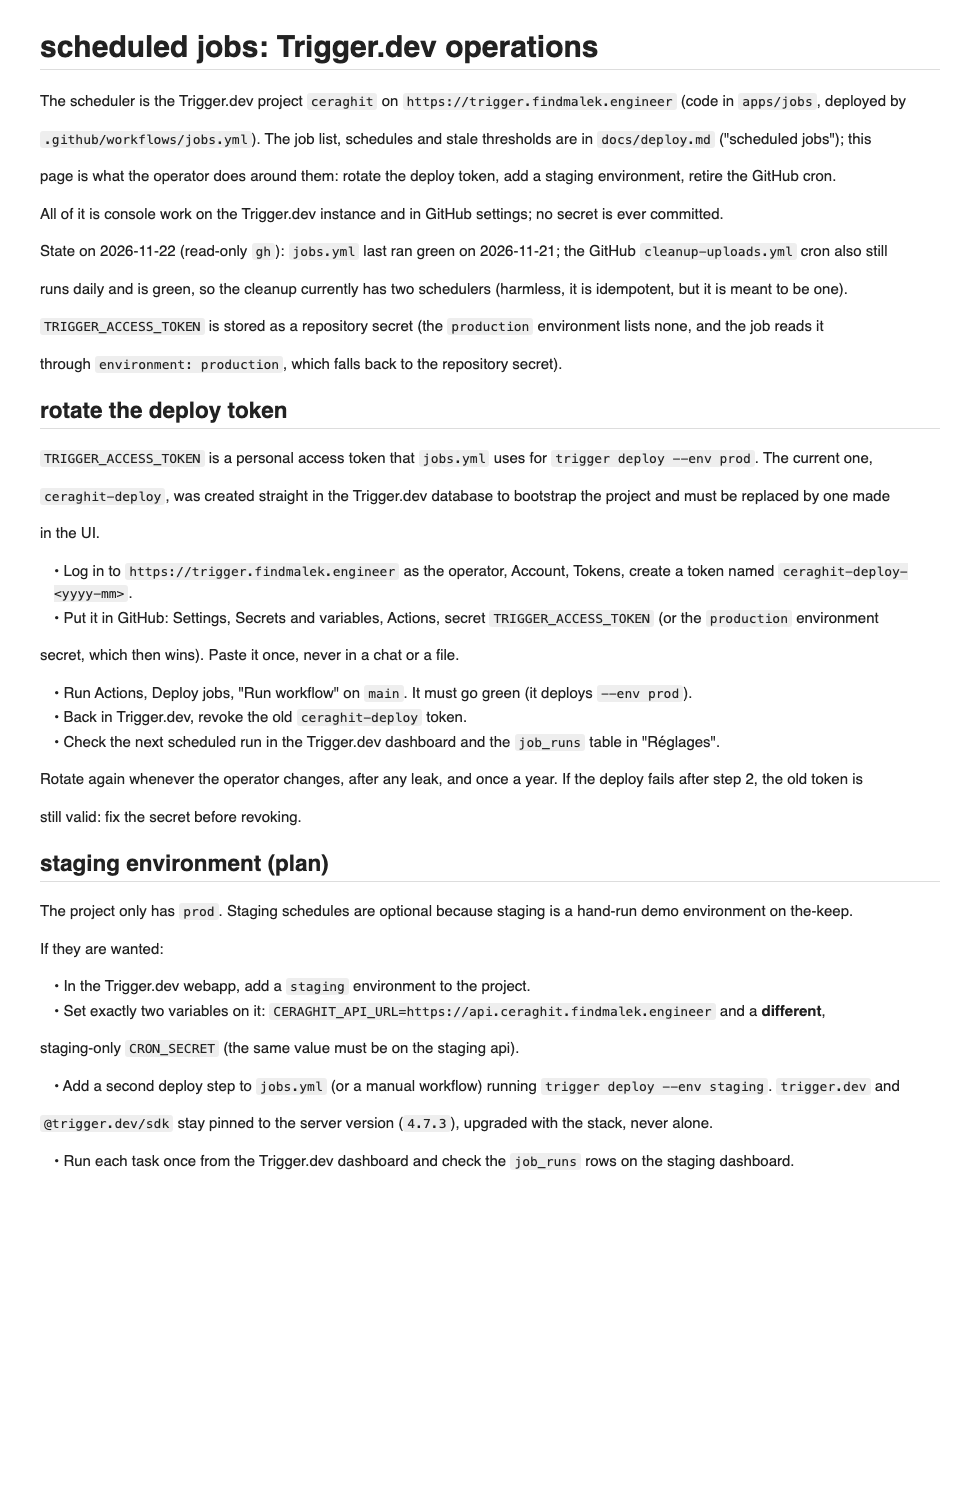 scheduled jobs: Trigger.dev operations
The scheduler is the Trigger.dev project ceraghit on https://trigger.findmalek.engineer (code in apps/jobs, deployed by
.github/workflows/jobs.yml). The job list, schedules and stale thresholds are in docs/deploy.md ("scheduled jobs"); this
page is what the operator does around them: rotate the deploy token, add a staging environment, retire the GitHub cron.
All of it is console work on the Trigger.dev instance and in GitHub settings; no secret is ever committed.
State on 2026-11-22 (read-only gh): jobs.yml last ran green on 2026-11-21; the GitHub cleanup-uploads.yml cron also still
runs daily and is green, so the cleanup currently has two schedulers (harmless, it is idempotent, but it is meant to be one).
TRIGGER_ACCESS_TOKEN is stored as a repository secret (the production environment lists none, and the job reads it
through environment: production, which falls back to the repository secret).
rotate the deploy token
TRIGGER_ACCESS_TOKEN is a personal access token that jobs.yml uses for trigger deploy --env prod. The current one,
ceraghit-deploy, was created straight in the Trigger.dev database to bootstrap the project and must be replaced by one made
in the UI.
• Log in to https://trigger.findmalek.engineer as the operator, Account, Tokens, create a token named ceraghit-deploy-
<yyyy-mm>.
• Put it in GitHub: Settings, Secrets and variables, Actions, secret TRIGGER_ACCESS_TOKEN (or the production environment
secret, which then wins). Paste it once, never in a chat or a file.
• Run Actions, Deploy jobs, "Run workflow" on main. It must go green (it deploys --env prod).
• Back in Trigger.dev, revoke the old ceraghit-deploy token.
• Check the next scheduled run in the Trigger.dev dashboard and the job_runs table in "Réglages".
Rotate again whenever the operator changes, after any leak, and once a year. If the deploy fails after step 2, the old token is
still valid: fix the secret before revoking.
staging environment (plan)
The project only has prod. Staging schedules are optional because staging is a hand-run demo environment on the-keep.
If they are wanted:
• In the Trigger.dev webapp, add a staging environment to the project.
• Set exactly two variables on it: CERAGHIT_API_URL=https://api.ceraghit.findmalek.engineer and a different,
staging-only CRON_SECRET (the same value must be on the staging api).
• Add a second deploy step to jobs.yml (or a manual workflow) running trigger deploy --env staging. trigger.dev and
@trigger.dev/sdk stay pinned to the server version (4.7.3), upgraded with the stack, never alone.
• Run each task once from the Trigger.dev dashboard and check the job_runs rows on the staging dashboard.